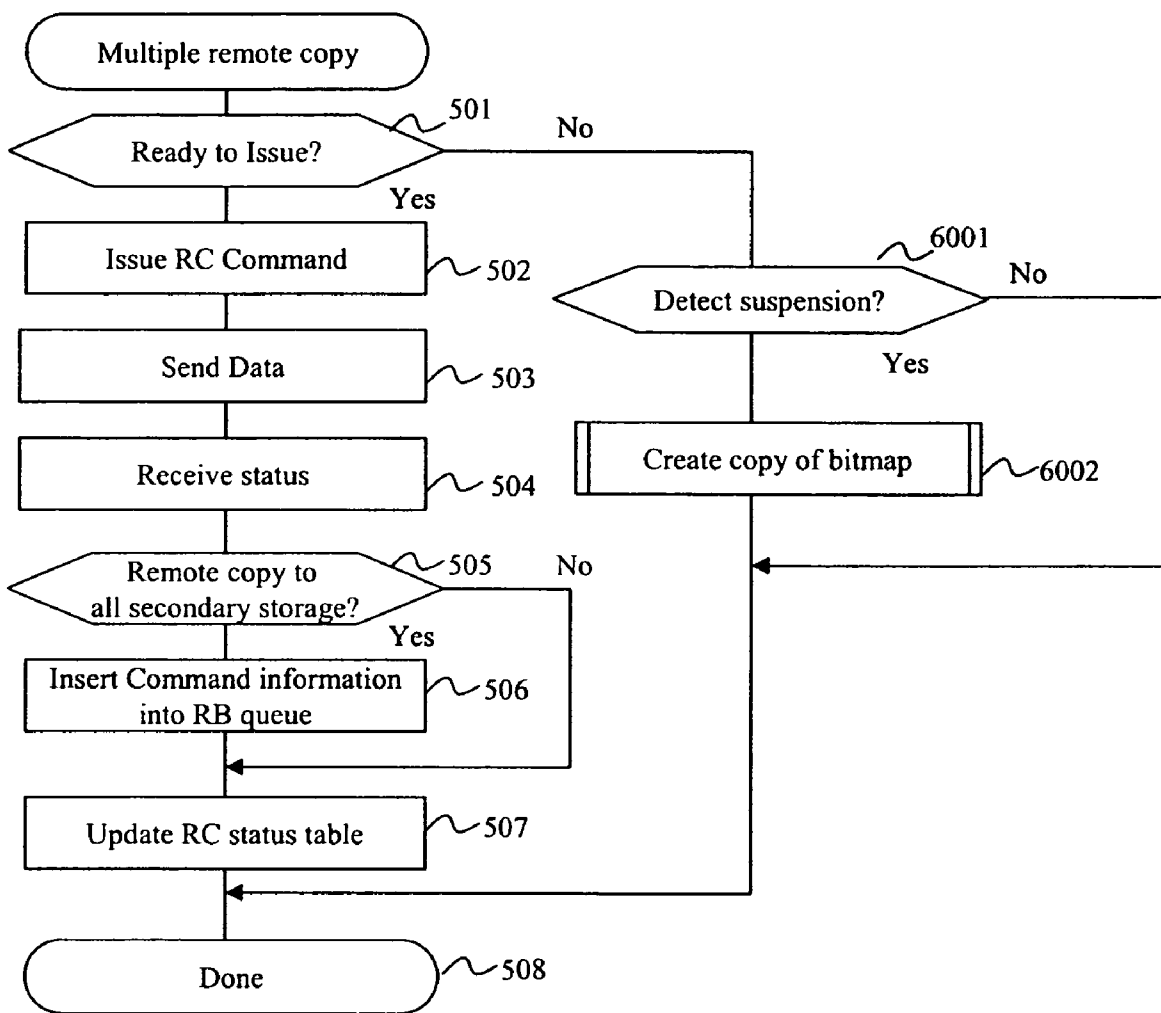 Multiple remote copy
501
Ready to Issue?
No
Yes
Issue RC Command
502
6001
Detect suspension?
No
Yes
Send Data
503
Create copy of bitmap
6002
Receive status
504
Remote copy to
all secondary storage?
505
No
Yes
Insert Command information
into RB queue
506
Update RC status table
507
Done
508